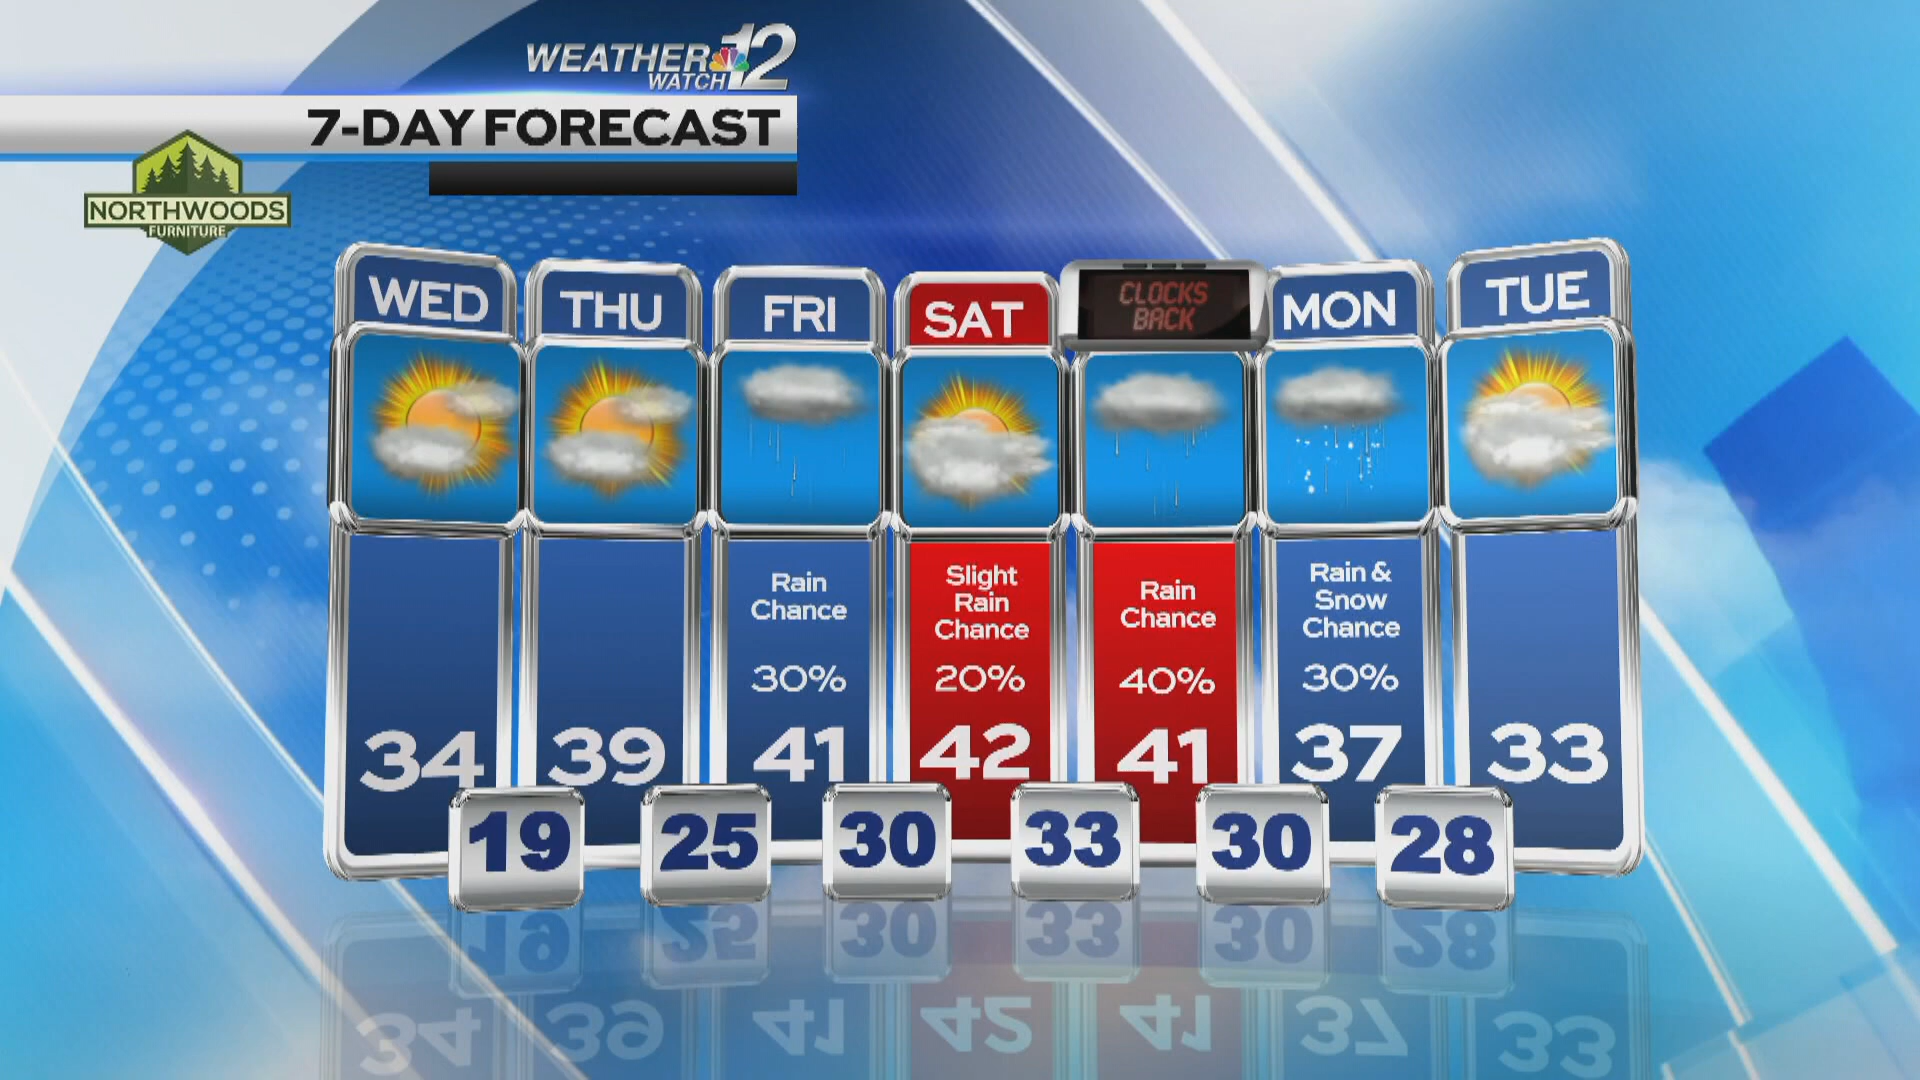 WEATHER 12
WATCH
7-DAY FORECAST
NORTHWOODS
FURNITURE
WED THU FRI SAT CLOCKS BACK MON TUE
Rain
Chance
30%
Slight
Rain
Chance
20%
Rain
Chance
40%
Rain &
Snow
Chance
30%
34 39 41 42 41 37 33
19 25 30 33 30 28